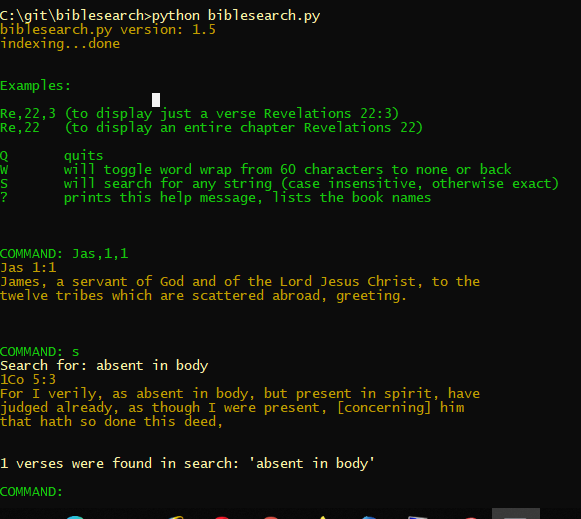 C:\git\biblesearch>python biblesearch.py
biblesearch.py version: 1.5
indexing...done
Examples:
Re,22,3 (to display just a verse Revelations 22:3)
Re,22   (to display an entire chapter Revelations 22)
Q       quits
W       will toggle word wrap from 60 characters to none or back
S       will search for any string (case insensitive, otherwise exact)
?       prints this help message, lists the book names
COMMAND: Jas,1,1
Jas 1:1
James, a servant of God and of the Lord Jesus Christ, to the
twelve tribes which are scattered abroad, greeting.
COMMAND: s
Search for: absent in body
1Co 5:3
For I verily, as absent in body, but present in spirit, have
judged already, as though I were present, [concerning] him
that hath so done this deed,
1 verses were found in search: 'absent in body'
COMMAND: